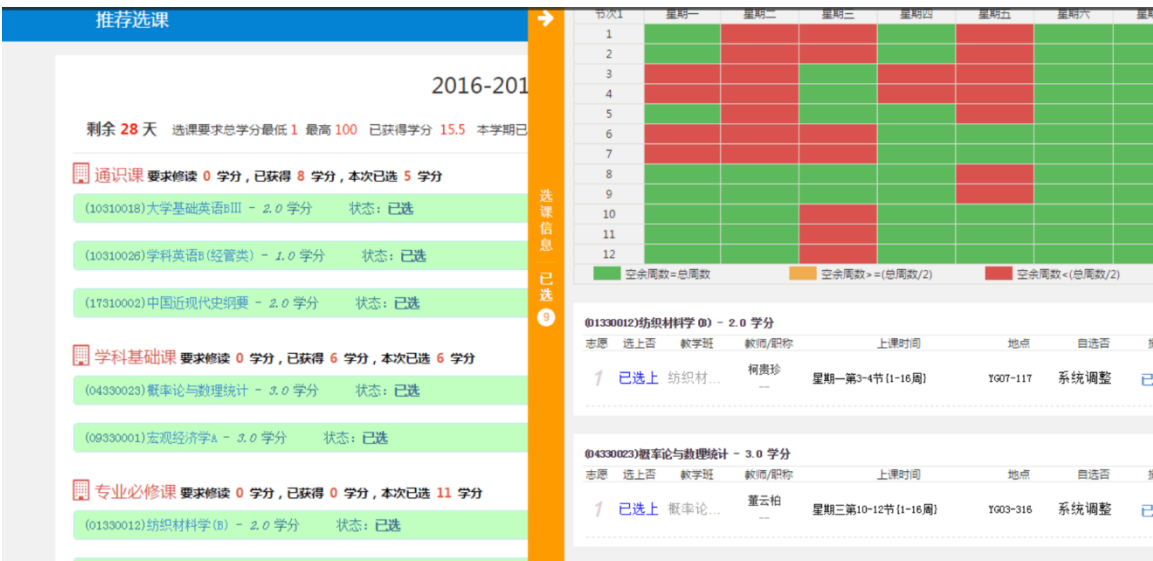 推荐选课
2016-201
剩余 28 天 选课要求总学分最低 1 最高 100 已获得学分 15.5 本学期已
通识课 要求修读 0 学分，已获得 8 学分，本次已选 5 学分
(10310018)大学基础英语BIII - 2.0 学分 状态：已选
(10310026)学科英语B(经管类) - 1.0 学分 状态：已选
(17310002)中国近现代史纲要 - 2.0 学分 状态：已选
学科基础课 要求修读 0 学分，已获得 6 学分，本次已选 6 学分
(04330023)概率论与数理统计 - 3.0 学分 状态：已选
(09330001)宏观经济学A - 3.0 学分 状态：已选
专业必修课 要求修读 0 学分，已获得 0 学分，本次已选 11 学分
(01330012)纺织材料学(B) - 2.0 学分 状态：已选
选课信息
已选
9
节次1 星期一 星期二 星期三 星期四 星期五 星期六 星期
1
2
3
4
5
6
7
8
9
10
11
12
空余周数=总周数 空余周数>=(总周数/2) 空余周数<(总周数/2)
(01330012)纺织材料学(B) - 2.0 学分
志愿 选上否 教学班 教师/职称 上课时间 地点 自选否
1 已选上 纺织材... 柯贵珍 星期一第3-4节{1-16周} YG07-117 系统调整 已
--
(04330023)概率论与数理统计 - 3.0 学分
志愿 选上否 教学班 教师/职称 上课时间 地点 自选否
1 已选上 概率论... 董云柏 星期三第10-12节{1-16周} YG03-316 系统调整 已
--